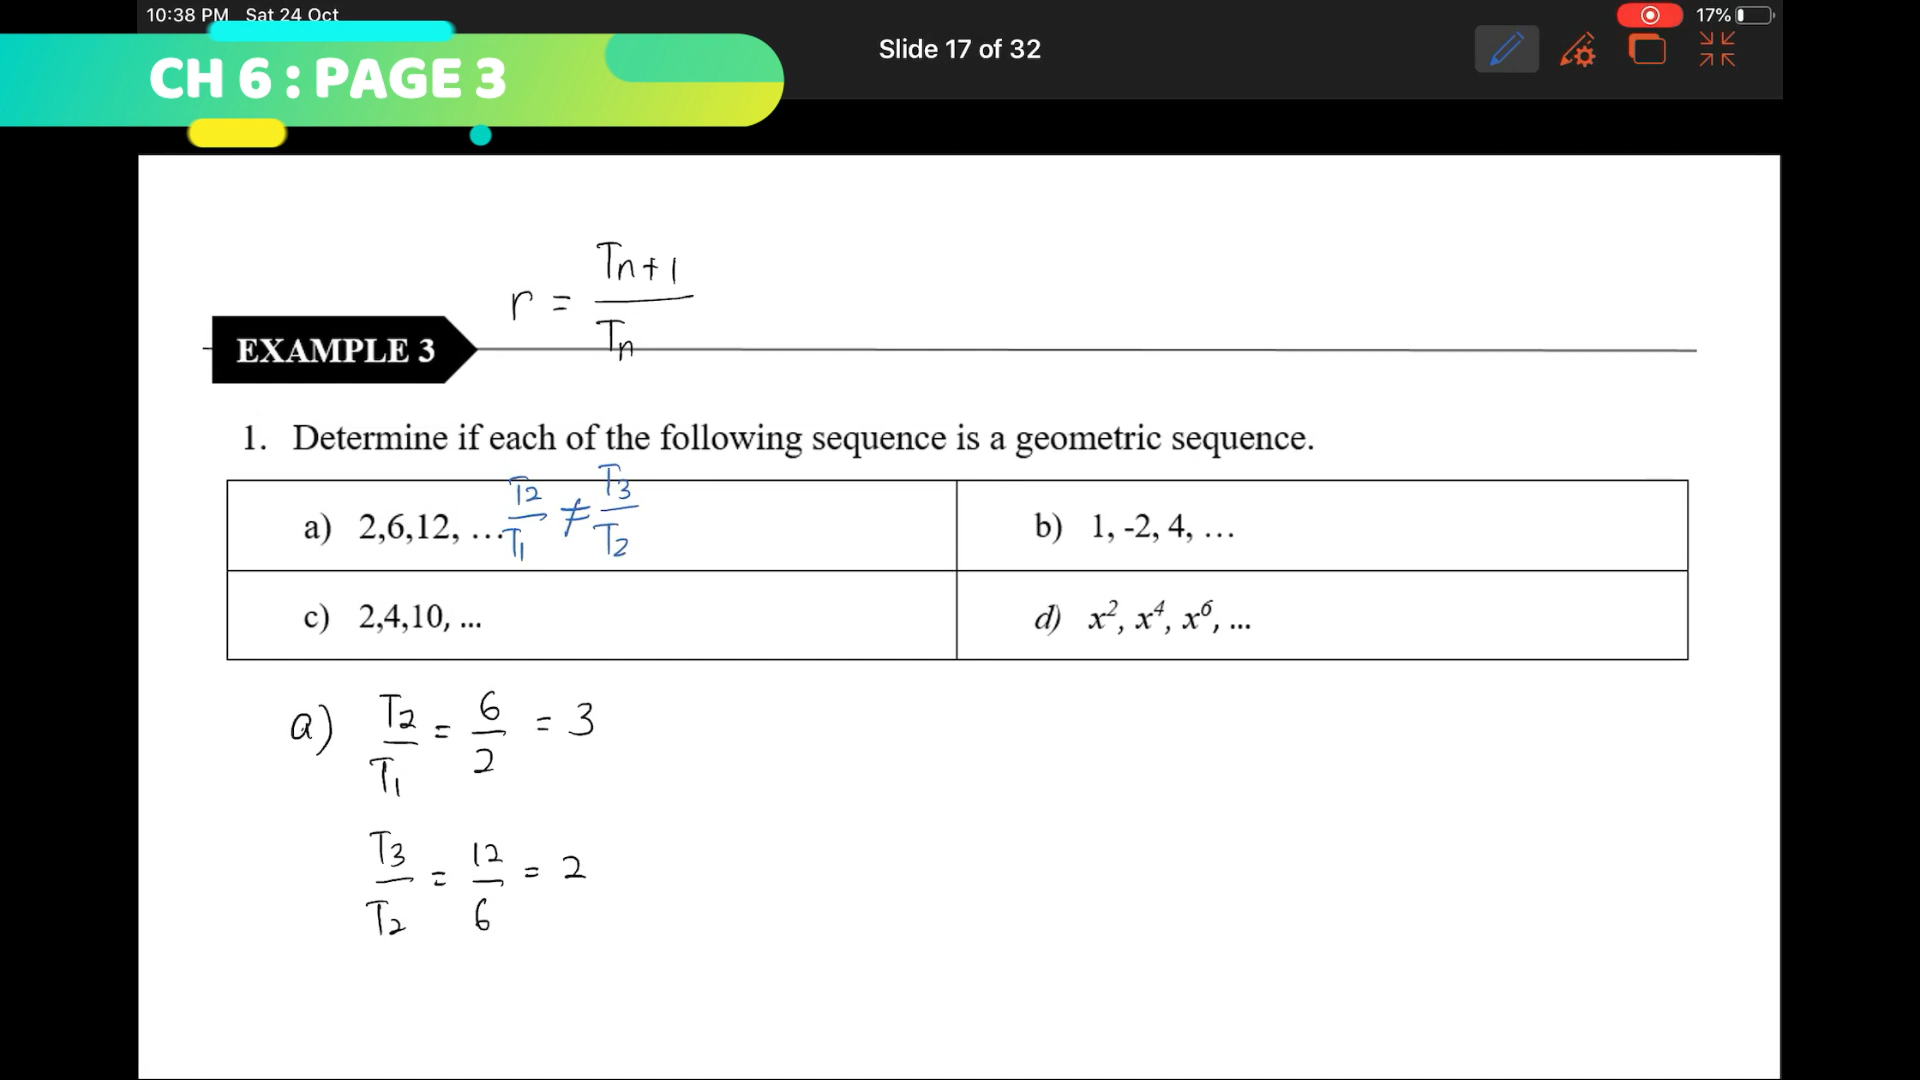 10:38 PM Sat 24 Oct
17%
Slide 17 of 32
CH 6 : PAGE 3
r = Tn+1 / Tn
EXAMPLE 3
1. Determine if each of the following sequence is a geometric sequence.
a) 2,6,12, … T2/T1 ≠ T3/T2
b) 1, -2, 4, …
c) 2,4,10, ...
d) x², x⁴, x⁶, ...
a) T2/T1 = 6/2 = 3
T3/T2 = 12/6 = 2